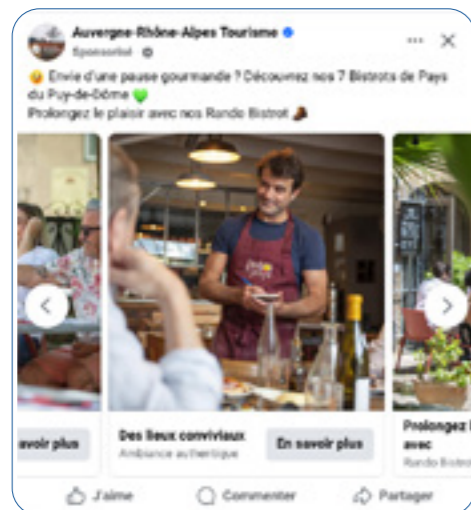 Auvergne-Rhône-Alpes Tourisme
Sponsorisé
Envie d'une pause gourmande ? Découvrez nos 7 Bistrots de Pays
du Puy-de-Dôme 💚
Prolongez le plaisir avec nos Rando Bistrot 🥾
avoir plus
Des lieux conviviaux
Ambiance authentique
En savoir plus
Prolongez l
avec
Rando Bistrot
J'aime
Commenter
Partager